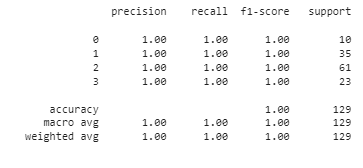 precision recall f1-score support
0 1.00 1.00 1.00 10
1 1.00 1.00 1.00 35
2 1.00 1.00 1.00 61
3 1.00 1.00 1.00 23
accuracy 1.00 129
macro avg 1.00 1.00 1.00 129
weighted avg 1.00 1.00 1.00 129